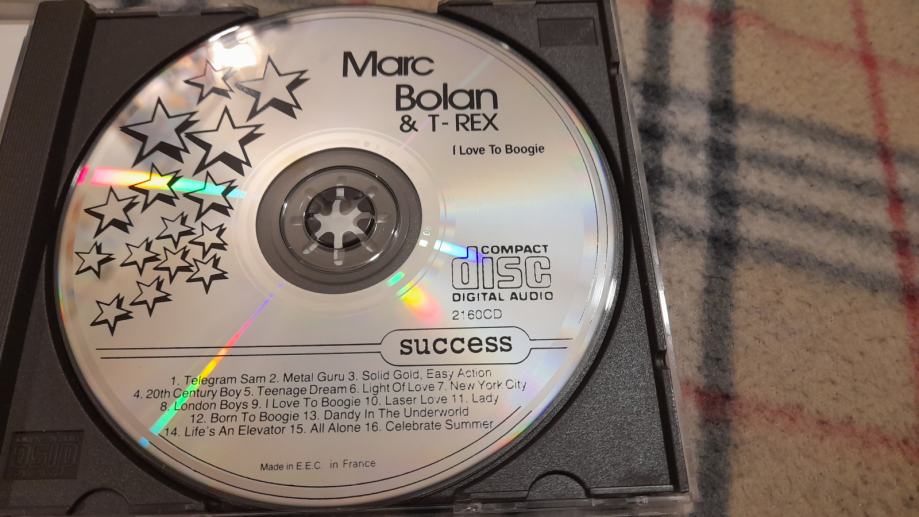 Marc
Bolan
& T-REX
I Love To Boogie
COMPACT
disc
DIGITAL AUDIO
2160CD
success
1. Telegram Sam 2. Metal Guru 3. Solid Gold, Easy Action
4. 20th Century Boy 5. Teenage Dream 6. Light Of Love 7. New York City
8. London Boys 9. I Love To Boogie 10. Laser Love 11. Lady
12. Born To Boogie 13. Dandy In The Underworld
14. Life's An Elevator 15. All Alone 16. Celebrate Summer
Made in E.E.C. in France